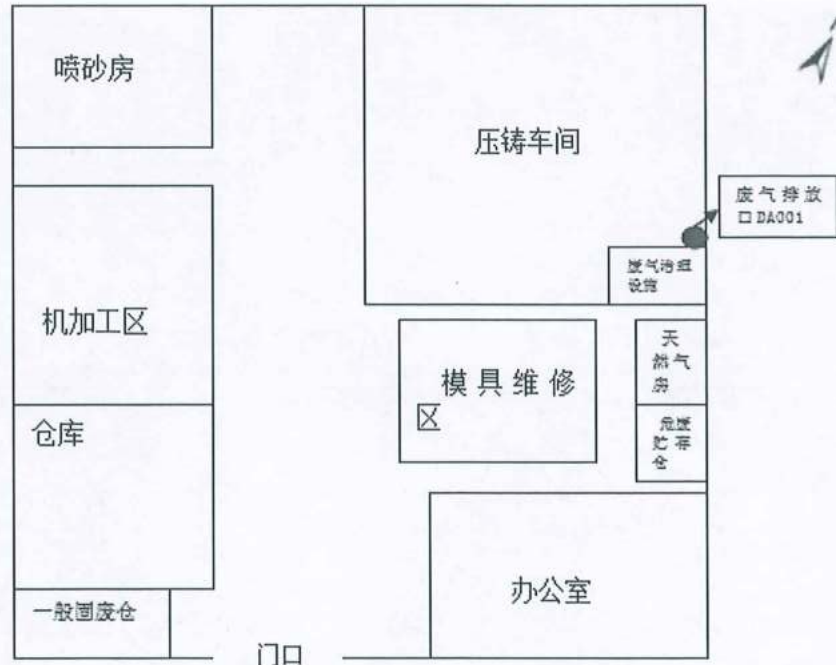 喷砂房
压铸车间
废气排放
口DA001
废气治理
设施
机加工区
模具维修
区
天
然气
房
仓库
危废
贮存
仓
办公室
一般固废仓
门口